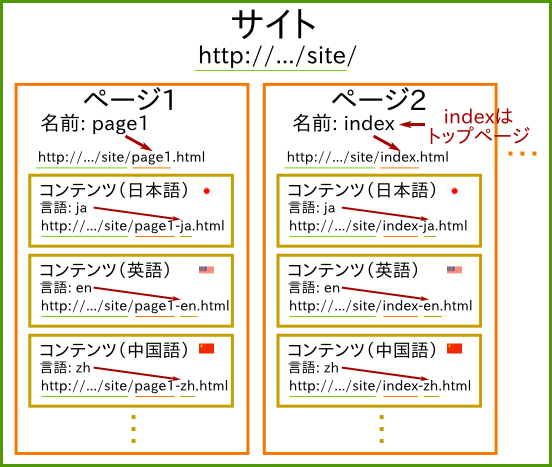 サイト
http://.../site/
ページ1
名前: page1
http://.../site/page1.html
コンテンツ(日本語)
言語: ja
http://.../site/page1-ja.html
コンテンツ(英語)
言語: en
http://.../site/page1-en.html
コンテンツ(中国語)
言語: zh
http://.../site/page1-zh.html
ページ2
名前: index
indexは
トップページ
http://.../site/index.html
コンテンツ(日本語)
言語: ja
http://.../site/index-ja.html
コンテンツ(英語)
言語: en
http://.../site/index-en.html
コンテンツ(中国語)
言語: zh
http://.../site/index-zh.html